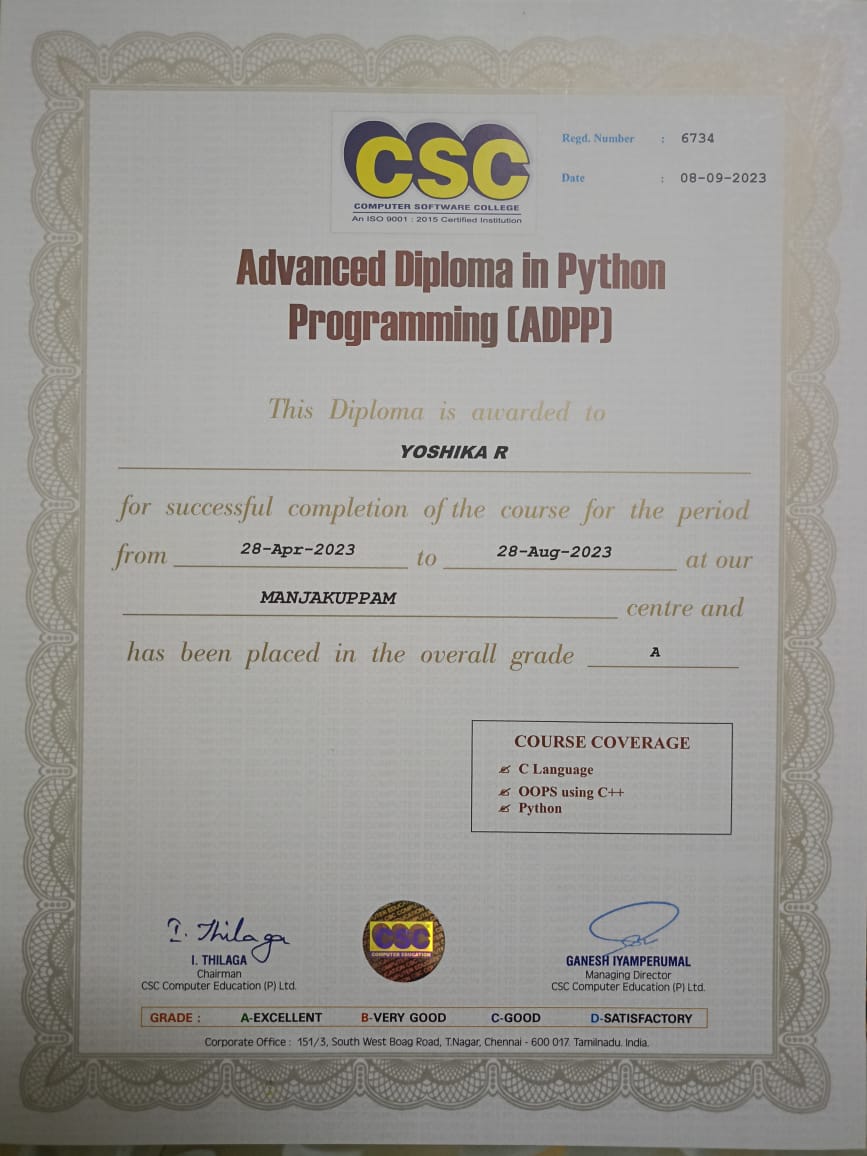 CSC
COMPUTER SOFTWARE COLLEGE
An ISO 9001 : 2015 Certified Institution
Regd. Number : 6734
Date : 08-09-2023
Advanced Diploma in Python
Programming (ADPP)
This Diploma is awarded to
YOSHIKA R
for successful completion of the course for the period
from 28-Apr-2023 to 28-Aug-2023 at our
MANJAKUPPAM centre and
has been placed in the overall grade A
COURSE COVERAGE
C Language
OOPS using C++
Python
I. Thilaga
I. THILAGA
Chairman
CSC Computer Education (P) Ltd.
CSC
COMPUTER EDUCATION
GANESH IYAMPERUMAL
Managing Director
CSC Computer Education (P) Ltd.
GRADE : A-EXCELLENT B-VERY GOOD C-GOOD D-SATISFACTORY
Corporate Office : 151/3, South West Boag Road, T.Nagar, Chennai - 600 017. Tamilnadu. India.